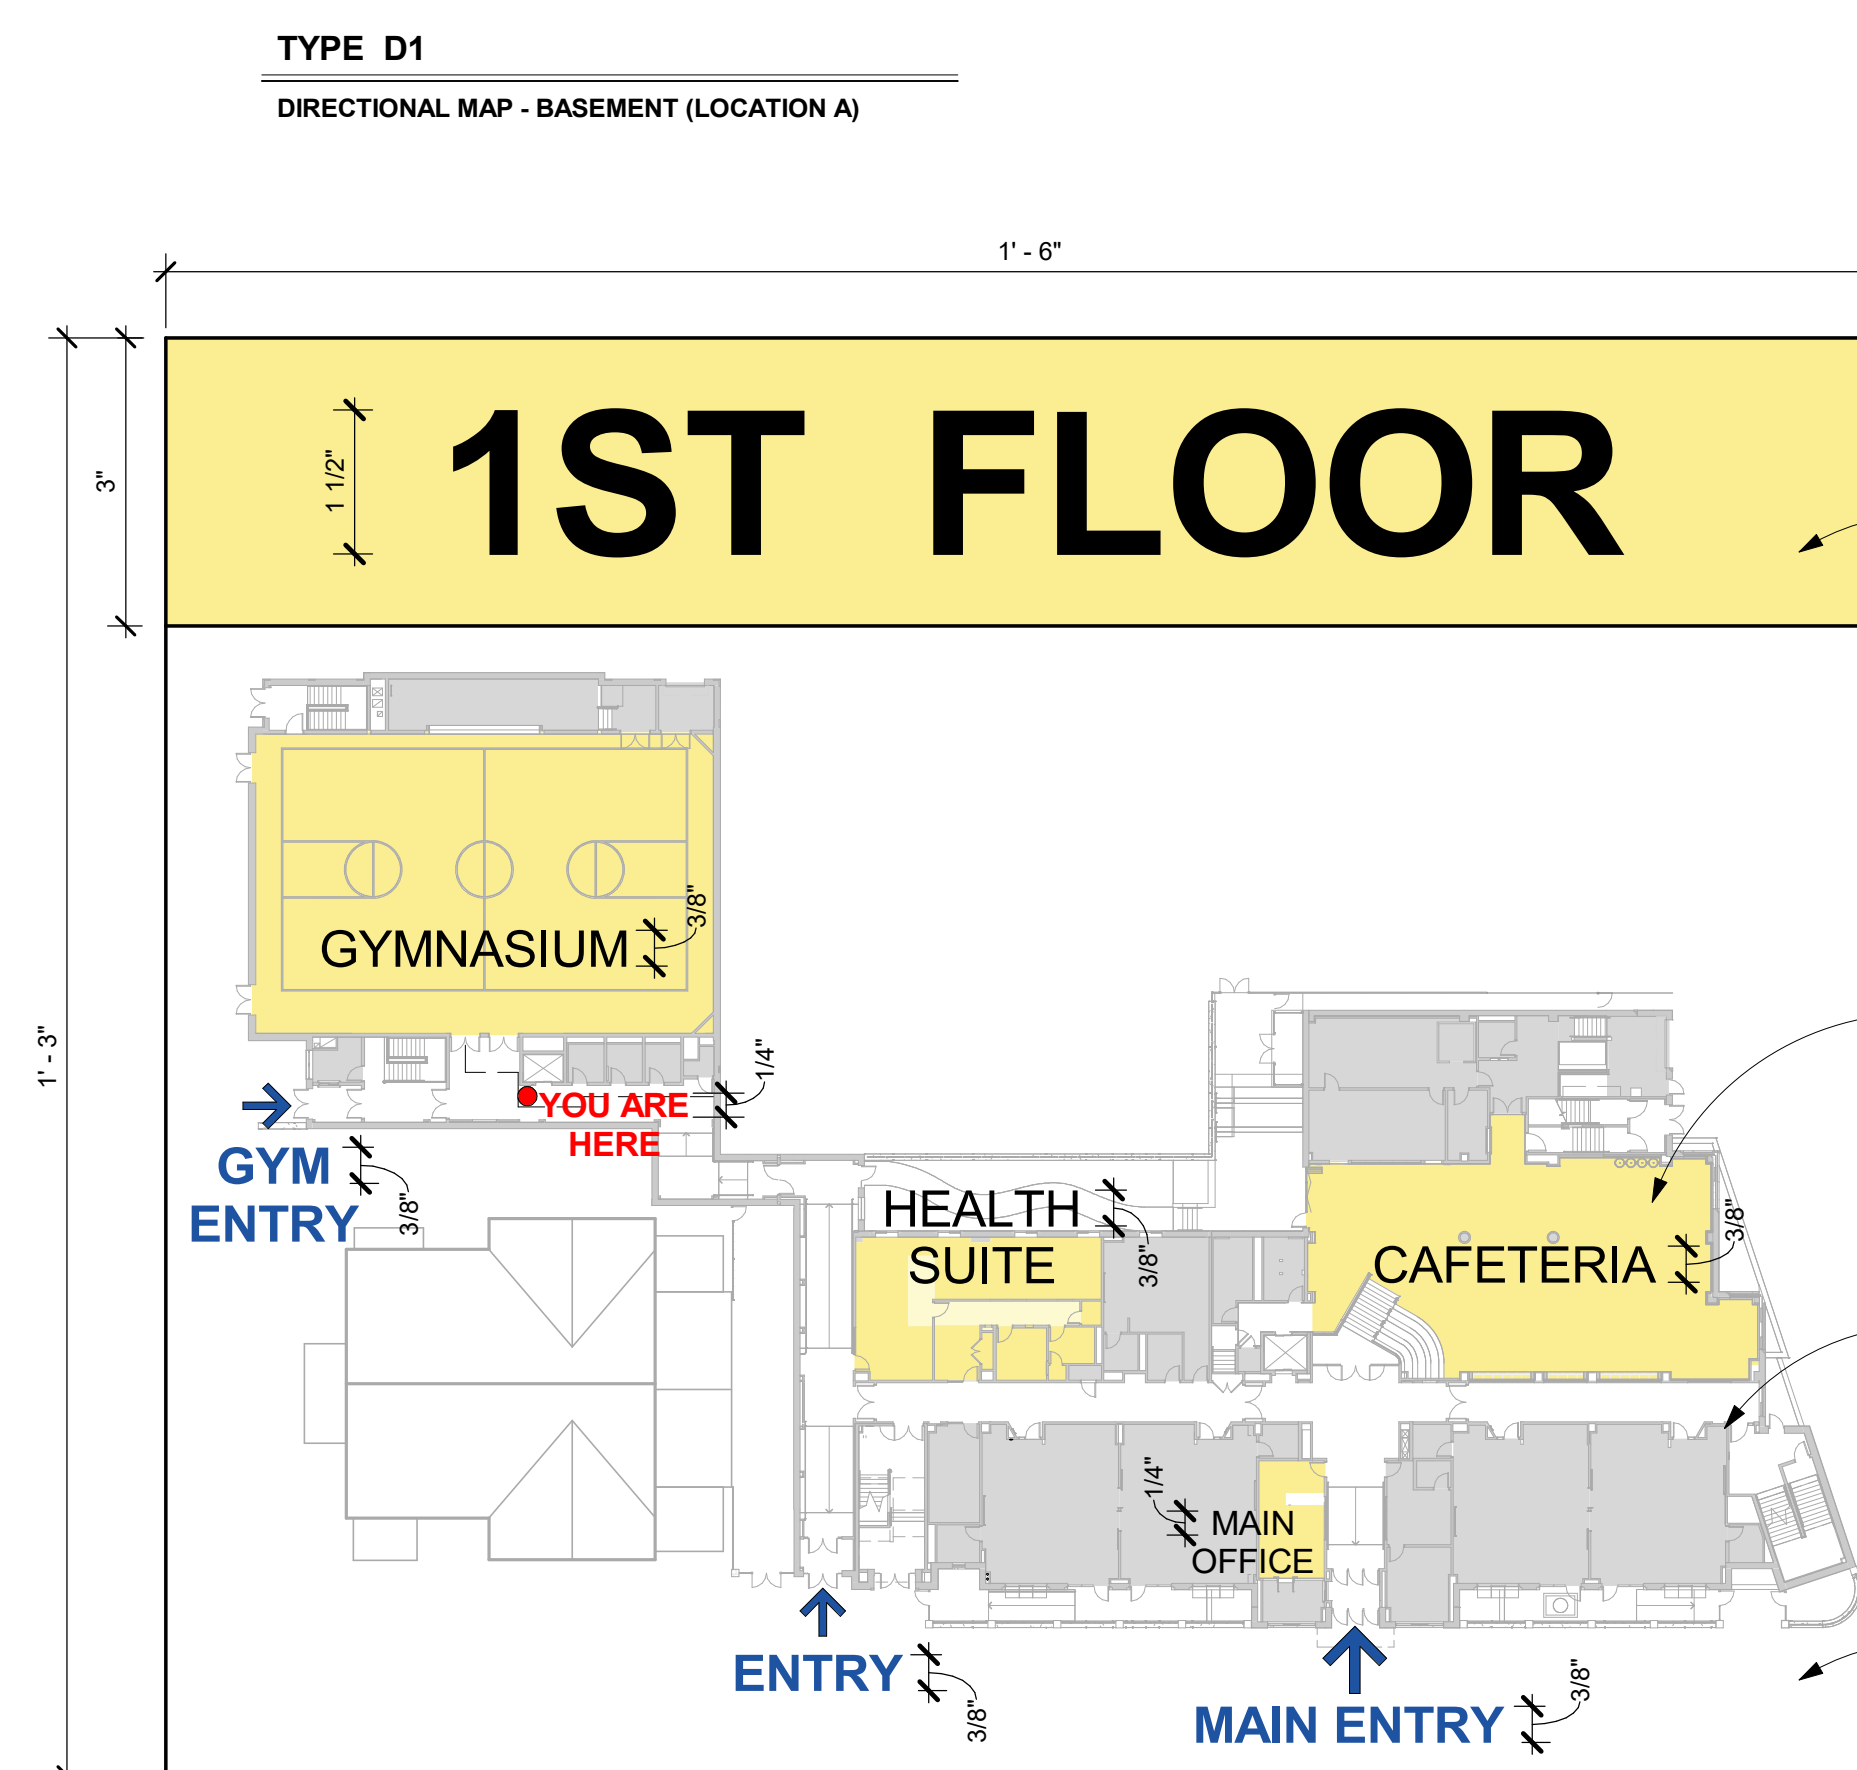 TYPE D1
DIRECTIONAL MAP - BASEMENT (LOCATION A)
1' - 6"
3"
1 1/2"
1ST FLOOR
1' - 3"
GYMNASIUM
3/8"
1/4"
YOU ARE
HERE
GYM
ENTRY
3/8"
HEALTH
SUITE
3/8"
CAFETERIA
3/8"
1/4"
MAIN
OFFICE
ENTRY
3/8"
MAIN ENTRY
3/8"